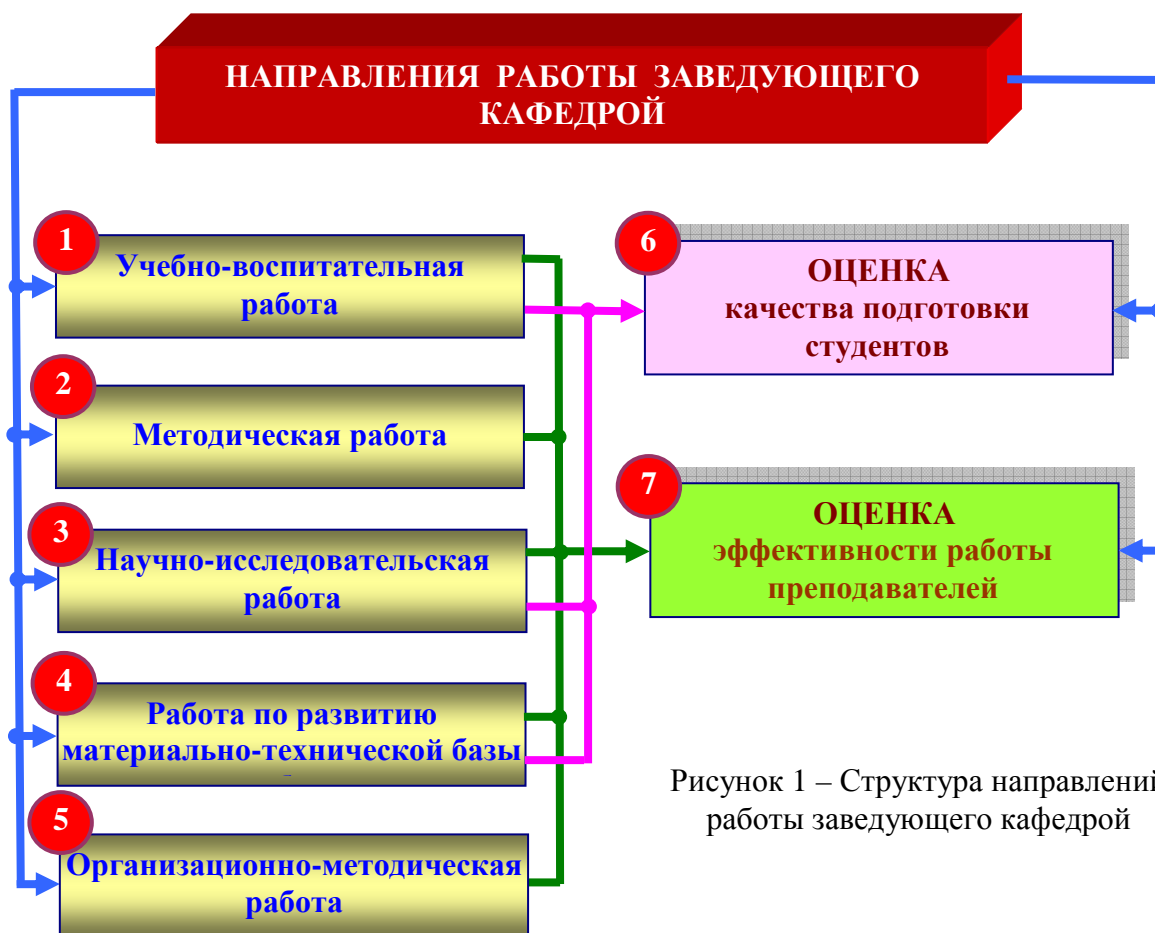 НАПРАВЛЕНИЯ РАБОТЫ ЗАВЕДУЮЩЕГО
КАФЕДРОЙ
1
Учебно-воспитательная
работа
2
Методическая работа
3
Научно-исследовательская
работа
4
Работа по развитию
материально-технической базы
5
Организационно-методическая
работа
6
ОЦЕНКА
качества подготовки
студентов
7
ОЦЕНКА
эффективности работы
преподавателей
Рисунок 1 – Структура направлений
работы заведующего кафедрой